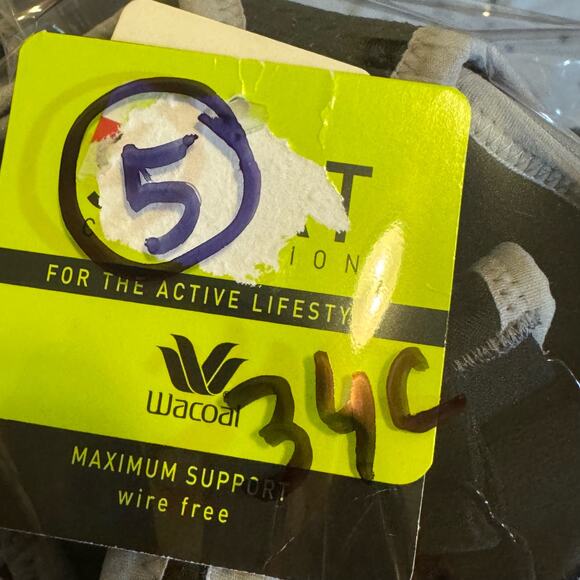 5
FOR THE ACTIVE LIFESTY
Wacoal
34C
MAXIMUM SUPPORT
wire free